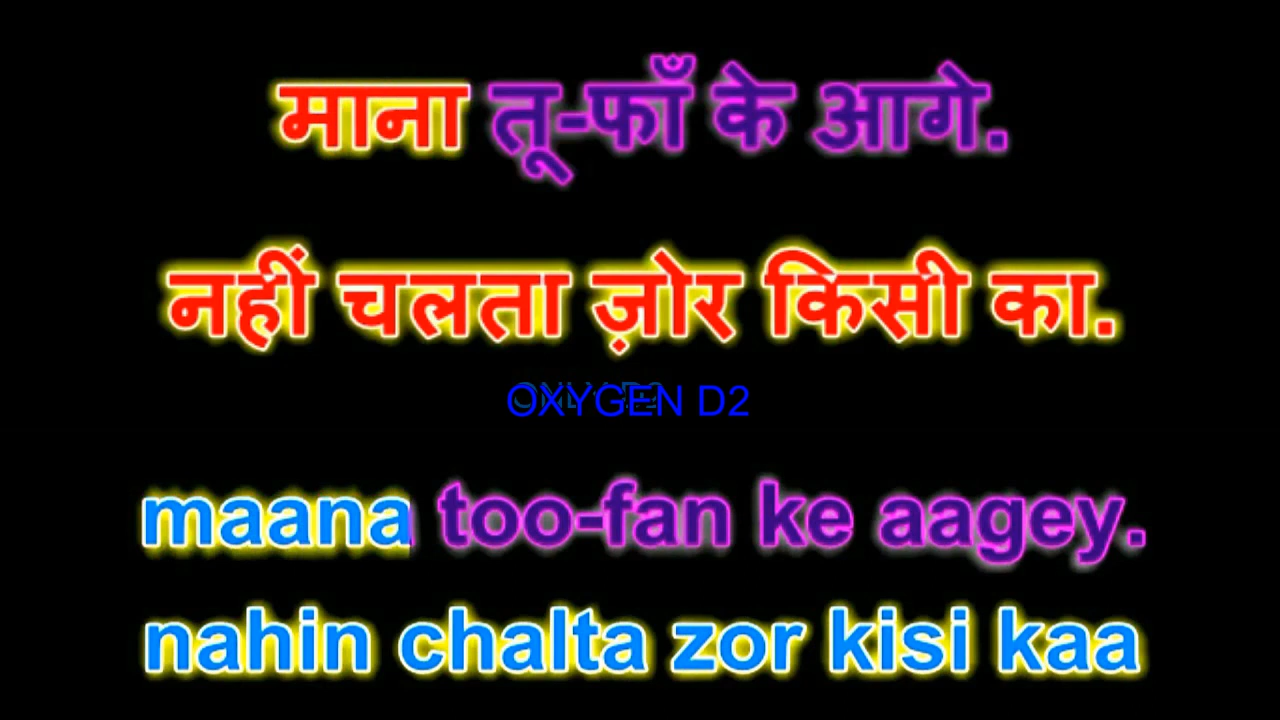 माना तू-फाँ के आगे.
नहीं चलता ज़ोर किसी का.
OXYGEN D2
maana too-fan ke aagey.
nahin chalta zor kisi kaa